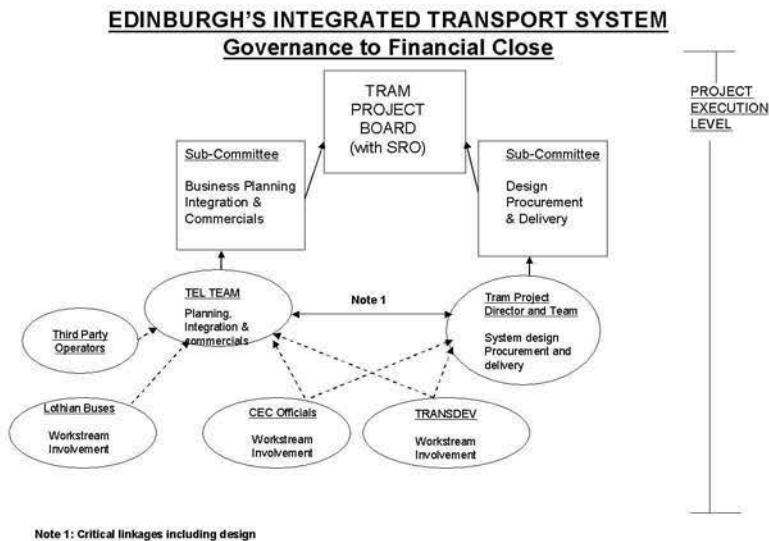 EDINBURGH'S INTEGRATED TRANSPORT SYSTEM
Governance to Financial Close
TRAM
PROJECT
BOARD
(with SRO)
PROJECT
EXECUTION
LEVEL
Sub-Committee
Business Planning
Integration &
Commercials
Sub-Committee
Design
Procurement
& Delivery
TEL TEAM
Planning,
Integration &
commercials
Note 1
Tram Project
Director and Team
System design
Procurement and
delivery
Third Party
Operators
Lothian Buses
Workstream
Involvement
CEC Officials
Workstream
Involvement
TRANSDEV
Workstream
Involvement
Note 1: Critical linkages including design